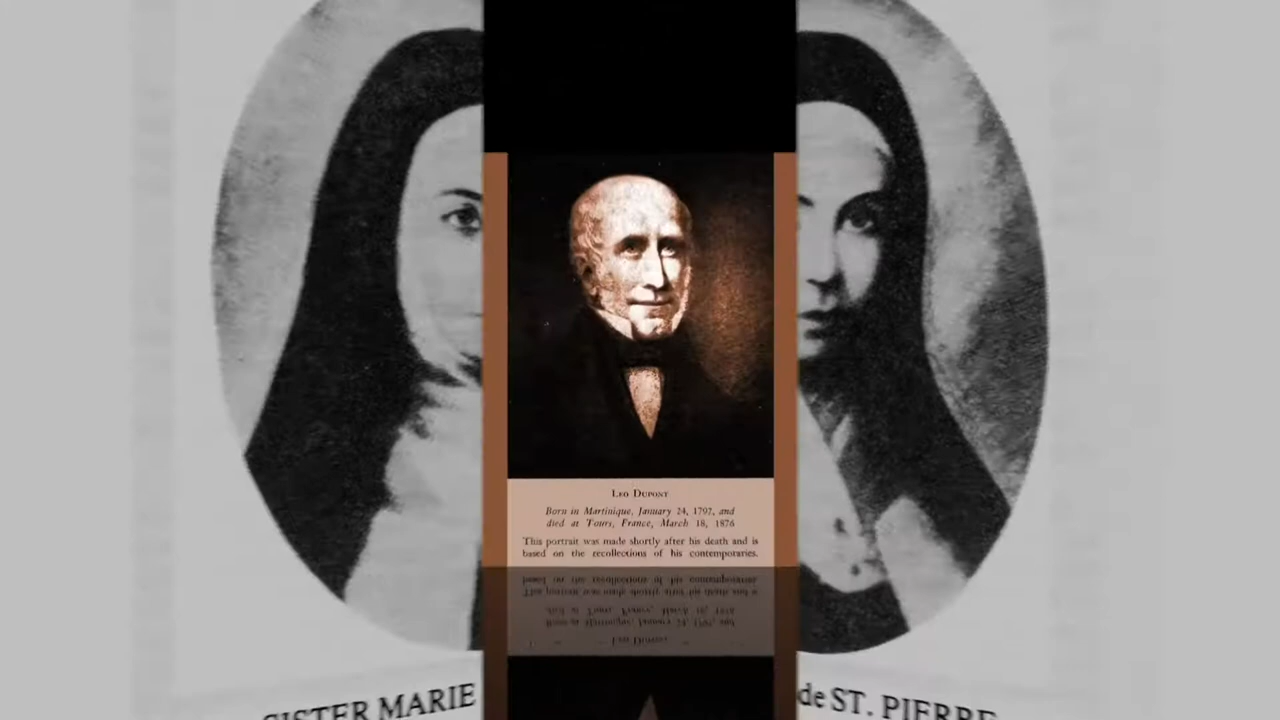 Leo Dupont
Born in Martinique, January 24, 1797, and
died at Tours, France, March 18, 1876
This portrait was made shortly after his death and is
based on the recollections of his contemporaries.
SISTER MARIE de ST. PIERRE